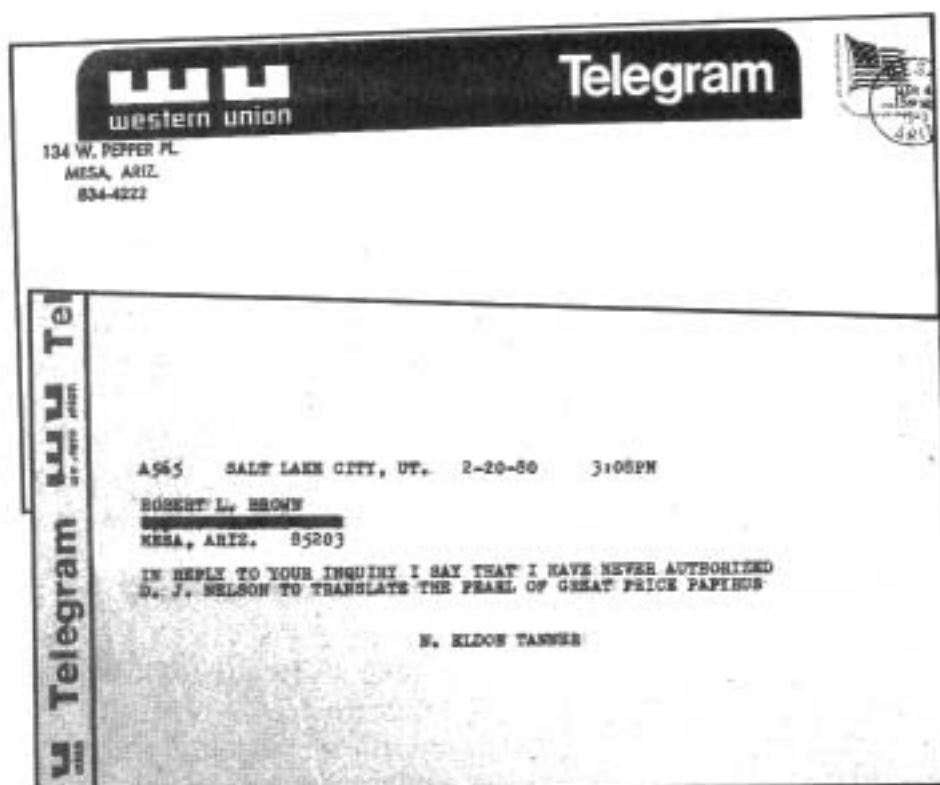 western union
Telegram
134 W. PEPPER PL.
MESA, ARIZ.
834-4222
Tel
Telegram
A565 SALT LAKE CITY, UT. 2-20-80 3:08PM
ROBERT L. BROWN
MESA, ARIZ. 85203
IN REPLY TO YOUR INQUIRY I SAY THAT I HAVE NEVER AUTHORIZED
D. J. NELSON TO TRANSLATE THE PEARL OF GREAT PRICE PAPYRUS
N. ELDON TANNER